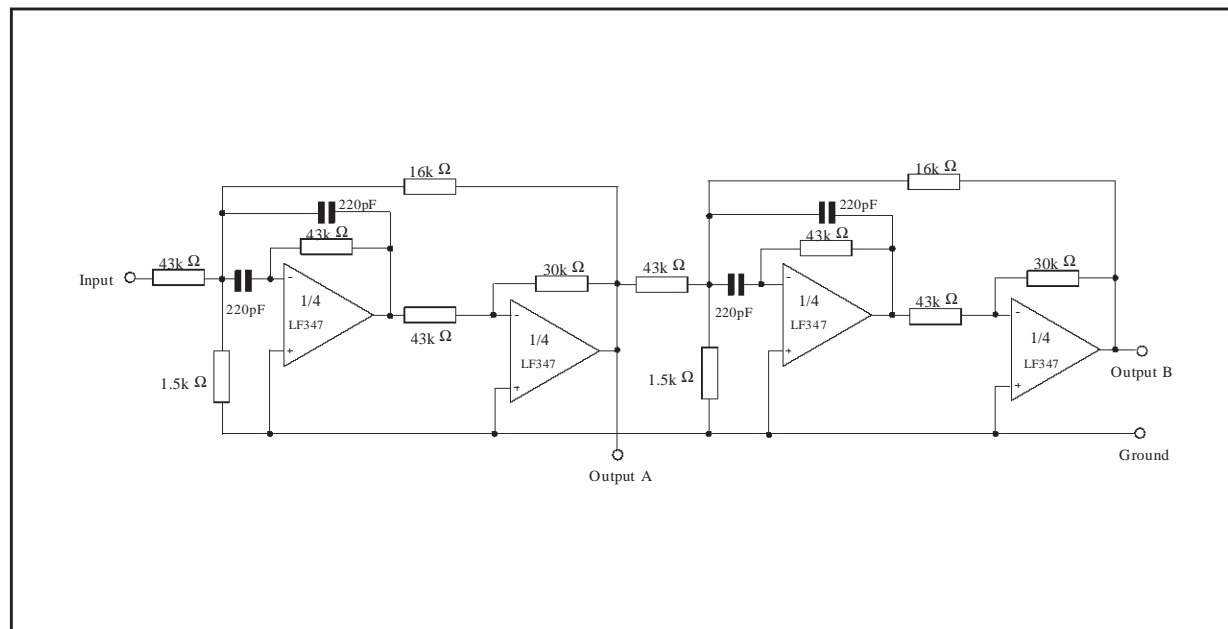 16k Ω
16k Ω
220pF
220pF
43k Ω
43k Ω
43k Ω
30k Ω
43k Ω
30k Ω
Input
-
-
-
-
220pF
1/4
LF347
43k Ω
1/4
LF347
220pF
1/4
LF347
43k Ω
1/4
LF347
+
+
+
+
1.5k Ω
1.5k Ω
Output B
Output A
Ground